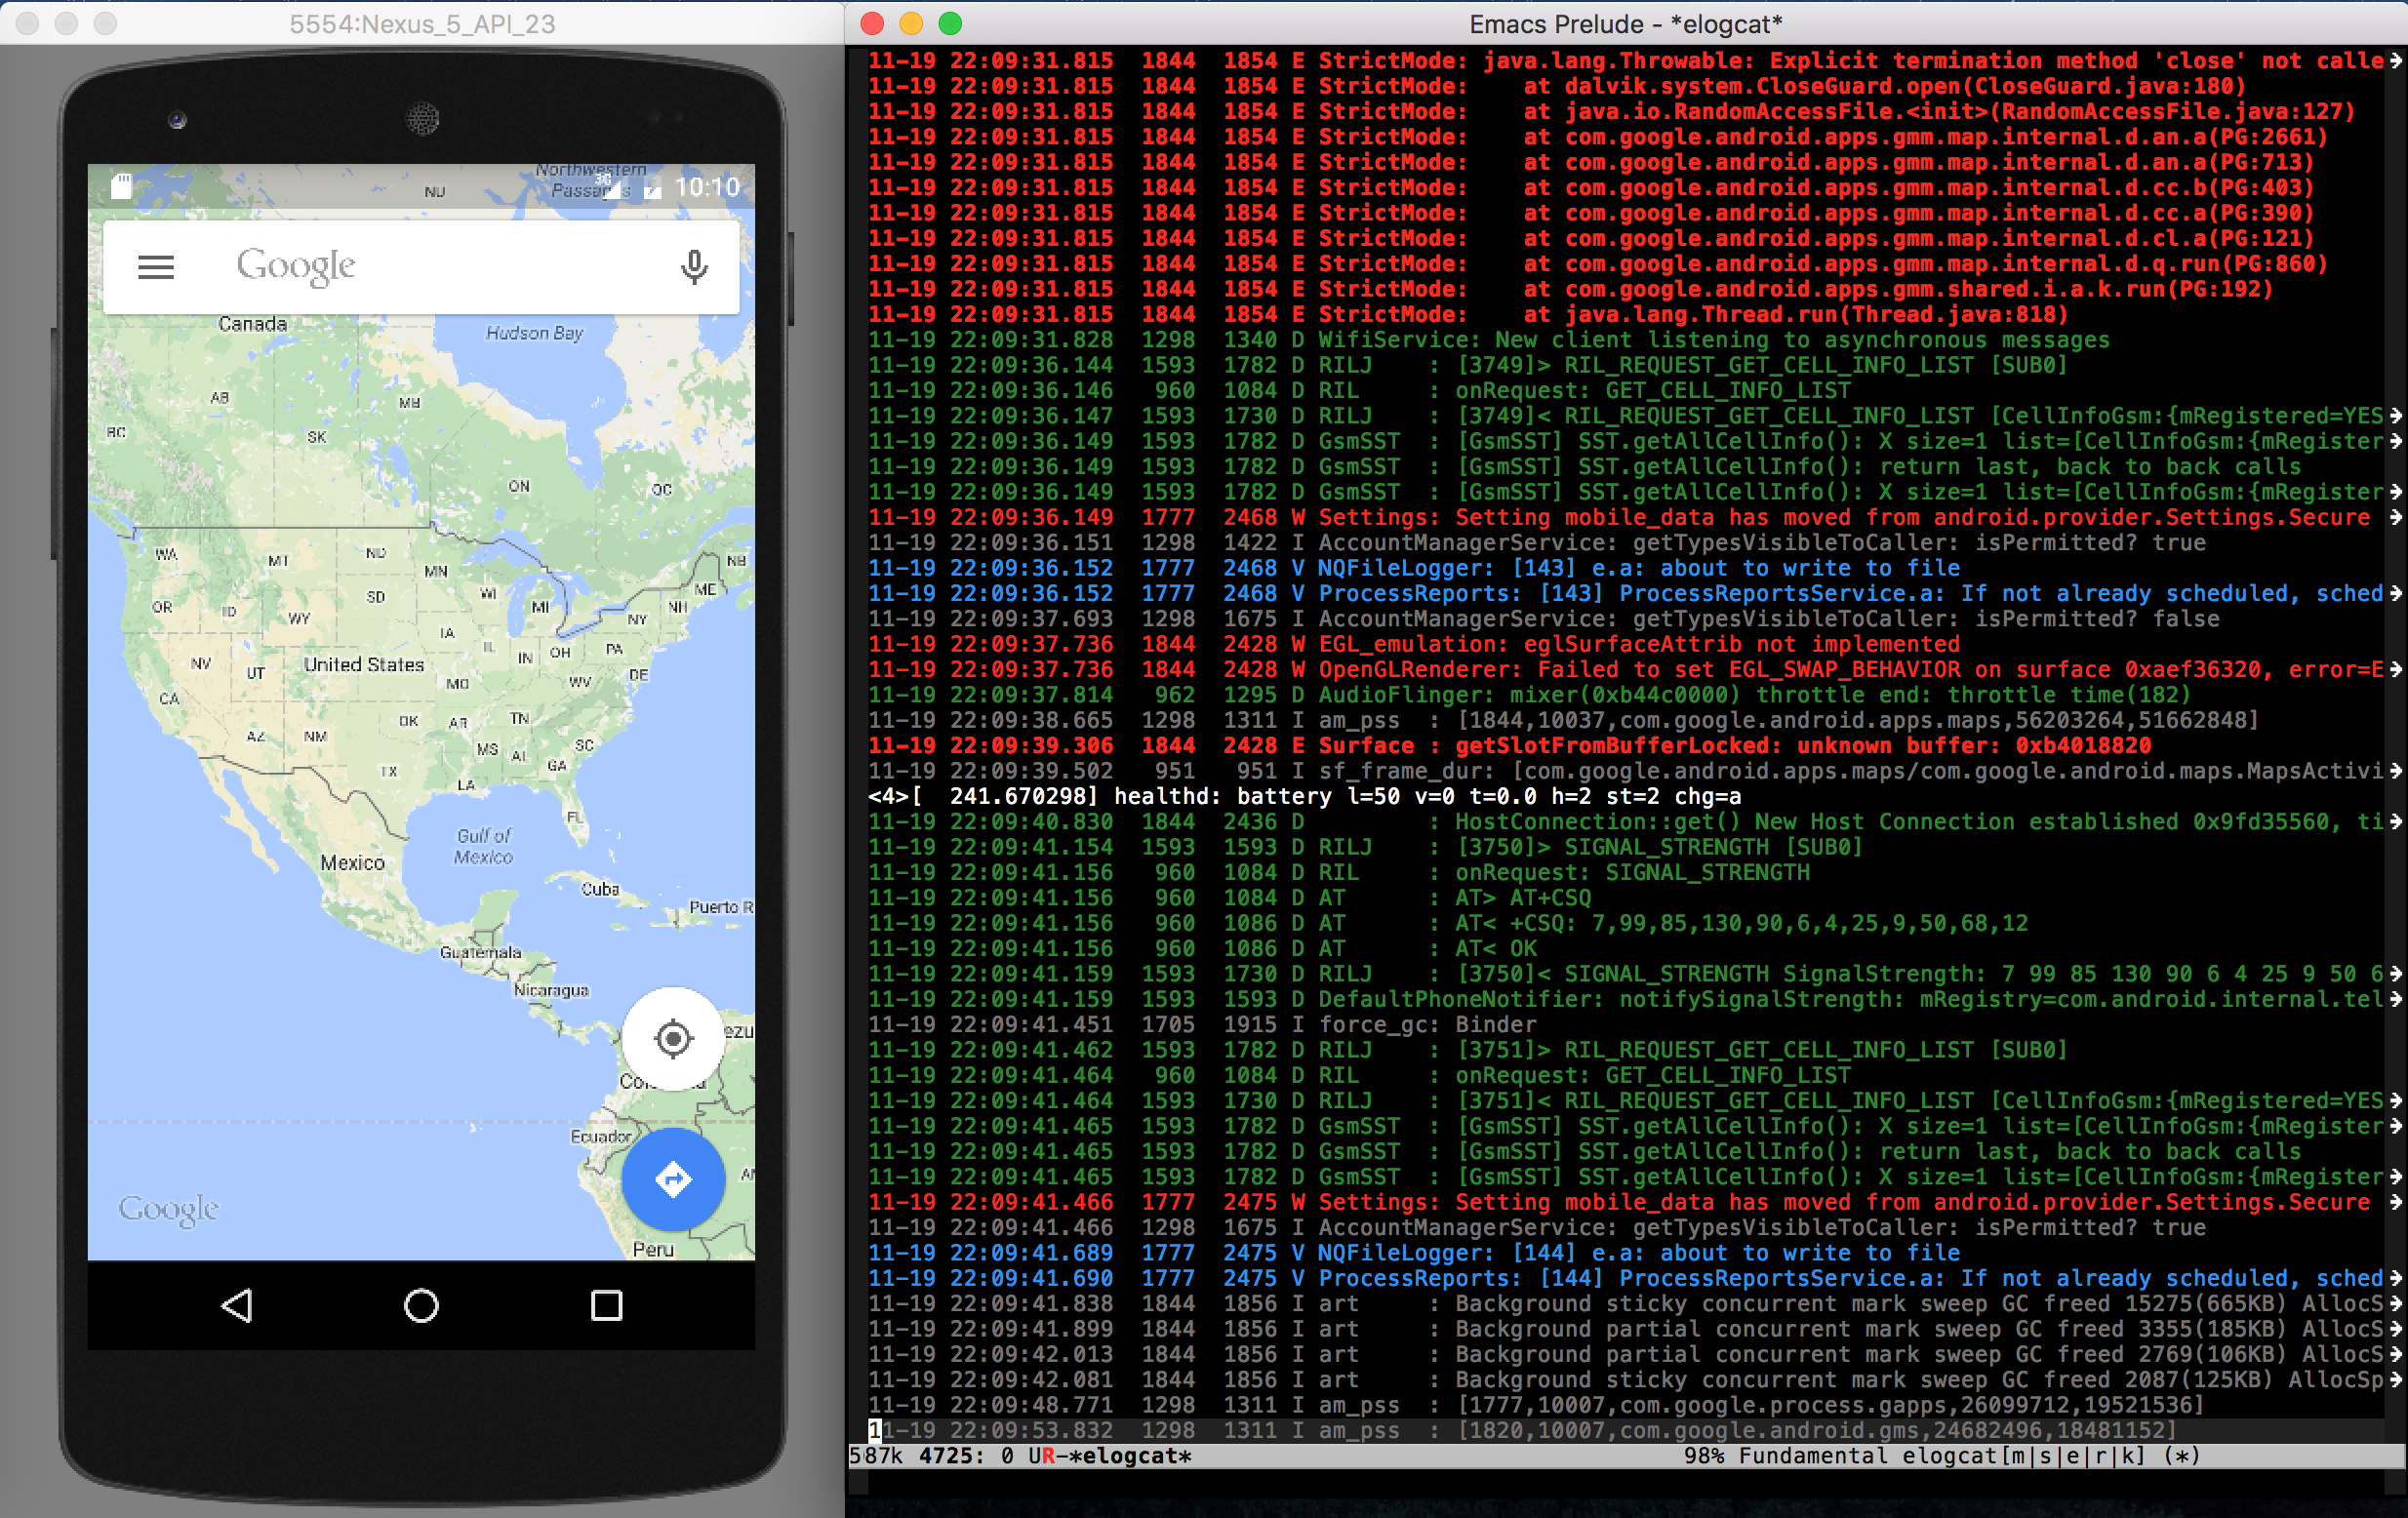 5554:Nexus_5_API_23
Northwestern
NU
10:10
Google
Canada
Hudson Bay
AB
MB
BC
SK
ON
QC
WA
MT
ND
MN
NB
OR
ID
SD
WI
MI
ME
WY
NH
IA
NY
NV
UT
United States
IL
IN
OH
PA
CA
MO
WV
DE
OK
AR
TN
AZ
NM
MS
AL
SC
GA
TX
LA
FL
Gulf of
Mexico
Mexico
Cuba
Puerto R
Guatemala
Nicaragua
ezu
Ecuador
Google
Peru
Emacs Prelude - *elogcat*
11-19 22:09:31.815  1844  1854 E StrictMode: java.lang.Throwable: Explicit termination method 'close' not calle
11-19 22:09:31.815  1844  1854 E StrictMode:    at dalvik.system.CloseGuard.open(CloseGuard.java:180)
11-19 22:09:31.815  1844  1854 E StrictMode:    at java.io.RandomAccessFile.<init>(RandomAccessFile.java:127)
11-19 22:09:31.815  1844  1854 E StrictMode:    at com.google.android.apps.gmm.map.internal.d.an.a(PG:2661)
11-19 22:09:31.815  1844  1854 E StrictMode:    at com.google.android.apps.gmm.map.internal.d.an.a(PG:713)
11-19 22:09:31.815  1844  1854 E StrictMode:    at com.google.android.apps.gmm.map.internal.d.cc.b(PG:403)
11-19 22:09:31.815  1844  1854 E StrictMode:    at com.google.android.apps.gmm.map.internal.d.cc.a(PG:390)
11-19 22:09:31.815  1844  1854 E StrictMode:    at com.google.android.apps.gmm.map.internal.d.cl.a(PG:121)
11-19 22:09:31.815  1844  1854 E StrictMode:    at com.google.android.apps.gmm.map.internal.d.q.run(PG:860)
11-19 22:09:31.815  1844  1854 E StrictMode:    at com.google.android.apps.gmm.shared.i.a.k.run(PG:192)
11-19 22:09:31.815  1844  1854 E StrictMode:    at java.lang.Thread.run(Thread.java:818)
11-19 22:09:31.828  1298  1340 D WifiService: New client listening to asynchronous messages
11-19 22:09:36.144  1593  1782 D RILJ    : [3749]> RIL_REQUEST_GET_CELL_INFO_LIST [SUB0]
11-19 22:09:36.146   960  1084 D RIL     : onRequest: GET_CELL_INFO_LIST
11-19 22:09:36.147  1593  1730 D RILJ    : [3749]< RIL_REQUEST_GET_CELL_INFO_LIST [CellInfoGsm:{mRegistered=YES
11-19 22:09:36.149  1593  1782 D GsmSST  : [GsmSST] SST.getAllCellInfo(): X size=1 list=[CellInfoGsm:{mRegister
11-19 22:09:36.149  1593  1782 D GsmSST  : [GsmSST] SST.getAllCellInfo(): return last, back to back calls
11-19 22:09:36.149  1593  1782 D GsmSST  : [GsmSST] SST.getAllCellInfo(): X size=1 list=[CellInfoGsm:{mRegister
11-19 22:09:36.149  1777  2468 W Settings: Setting mobile_data has moved from android.provider.Settings.Secure
11-19 22:09:36.151  1298  1422 I AccountManagerService: getTypesVisibleToCaller: isPermitted? true
11-19 22:09:36.152  1777  2468 V NQFileLogger: [143] e.a: about to write to file
11-19 22:09:36.152  1777  2468 V ProcessReports: [143] ProcessReportsService.a: If not already scheduled, sched
11-19 22:09:37.693  1298  1675 I AccountManagerService: getTypesVisibleToCaller: isPermitted? false
11-19 22:09:37.736  1844  2428 W EGL_emulation: eglSurfaceAttrib not implemented
11-19 22:09:37.736  1844  2428 W OpenGLRenderer: Failed to set EGL_SWAP_BEHAVIOR on surface 0xaef36320, error=E
11-19 22:09:37.814   962  1295 D AudioFlinger: mixer(0xb44c0000) throttle end: throttle time(182)
11-19 22:09:38.665  1298  1311 I am_pss  : [1844,10037,com.google.android.apps.maps,56203264,51662848]
11-19 22:09:39.306  1844  2428 E Surface : getSlotFromBufferLocked: unknown buffer: 0xb4018820
11-19 22:09:39.502   951   951 I sf_frame_dur: [com.google.android.apps.maps/com.google.android.maps.MapsActivi
<4>[  241.670298] healthd: battery l=50 v=0 t=0.0 h=2 st=2 chg=a
11-19 22:09:40.830  1844  2436 D         : HostConnection::get() New Host Connection established 0x9fd35560, ti
11-19 22:09:41.154  1593  1593 D RILJ    : [3750]> SIGNAL_STRENGTH [SUB0]
11-19 22:09:41.156   960  1084 D RIL     : onRequest: SIGNAL_STRENGTH
11-19 22:09:41.156   960  1084 D AT      : AT> AT+CSQ
11-19 22:09:41.156   960  1086 D AT      : AT< +CSQ: 7,99,85,130,90,6,4,25,9,50,68,12
11-19 22:09:41.156   960  1086 D AT      : AT< OK
11-19 22:09:41.159  1593  1730 D RILJ    : [3750]< SIGNAL_STRENGTH SignalStrength: 7 99 85 130 90 6 4 25 9 50 6
11-19 22:09:41.159  1593  1593 D DefaultPhoneNotifier: notifySignalStrength: mRegistry=com.android.internal.tel
11-19 22:09:41.451  1705  1915 I force_gc: Binder
11-19 22:09:41.462  1593  1782 D RILJ    : [3751]> RIL_REQUEST_GET_CELL_INFO_LIST [SUB0]
11-19 22:09:41.464   960  1084 D RIL     : onRequest: GET_CELL_INFO_LIST
11-19 22:09:41.464  1593  1730 D RILJ    : [3751]< RIL_REQUEST_GET_CELL_INFO_LIST [CellInfoGsm:{mRegistered=YES
11-19 22:09:41.465  1593  1782 D GsmSST  : [GsmSST] SST.getAllCellInfo(): X size=1 list=[CellInfoGsm:{mRegister
11-19 22:09:41.465  1593  1782 D GsmSST  : [GsmSST] SST.getAllCellInfo(): return last, back to back calls
11-19 22:09:41.465  1593  1782 D GsmSST  : [GsmSST] SST.getAllCellInfo(): X size=1 list=[CellInfoGsm:{mRegister
11-19 22:09:41.466  1777  2475 W Settings: Setting mobile_data has moved from android.provider.Settings.Secure
11-19 22:09:41.466  1298  1675 I AccountManagerService: getTypesVisibleToCaller: isPermitted? true
11-19 22:09:41.689  1777  2475 V NQFileLogger: [144] e.a: about to write to file
11-19 22:09:41.690  1777  2475 V ProcessReports: [144] ProcessReportsService.a: If not already scheduled, sched
11-19 22:09:41.838  1844  1856 I art     : Background sticky concurrent mark sweep GC freed 15275(665KB) AllocS
11-19 22:09:41.899  1844  1856 I art     : Background partial concurrent mark sweep GC freed 3355(185KB) AllocS
11-19 22:09:42.013  1844  1856 I art     : Background partial concurrent mark sweep GC freed 2769(106KB) AllocS
11-19 22:09:42.081  1844  1856 I art     : Background sticky concurrent mark sweep GC freed 2087(125KB) AllocSp
11-19 22:09:48.771  1298  1311 I am_pss  : [1777,10007,com.google.process.gapps,26099712,19521536]
11-19 22:09:53.832  1298  1311 I am_pss  : [1820,10007,com.google.android.gms,24682496,18481152]
587k 4725: 0 UR-*elogcat* 98% Fundamental elogcat[m|s|e|r|k] (*)